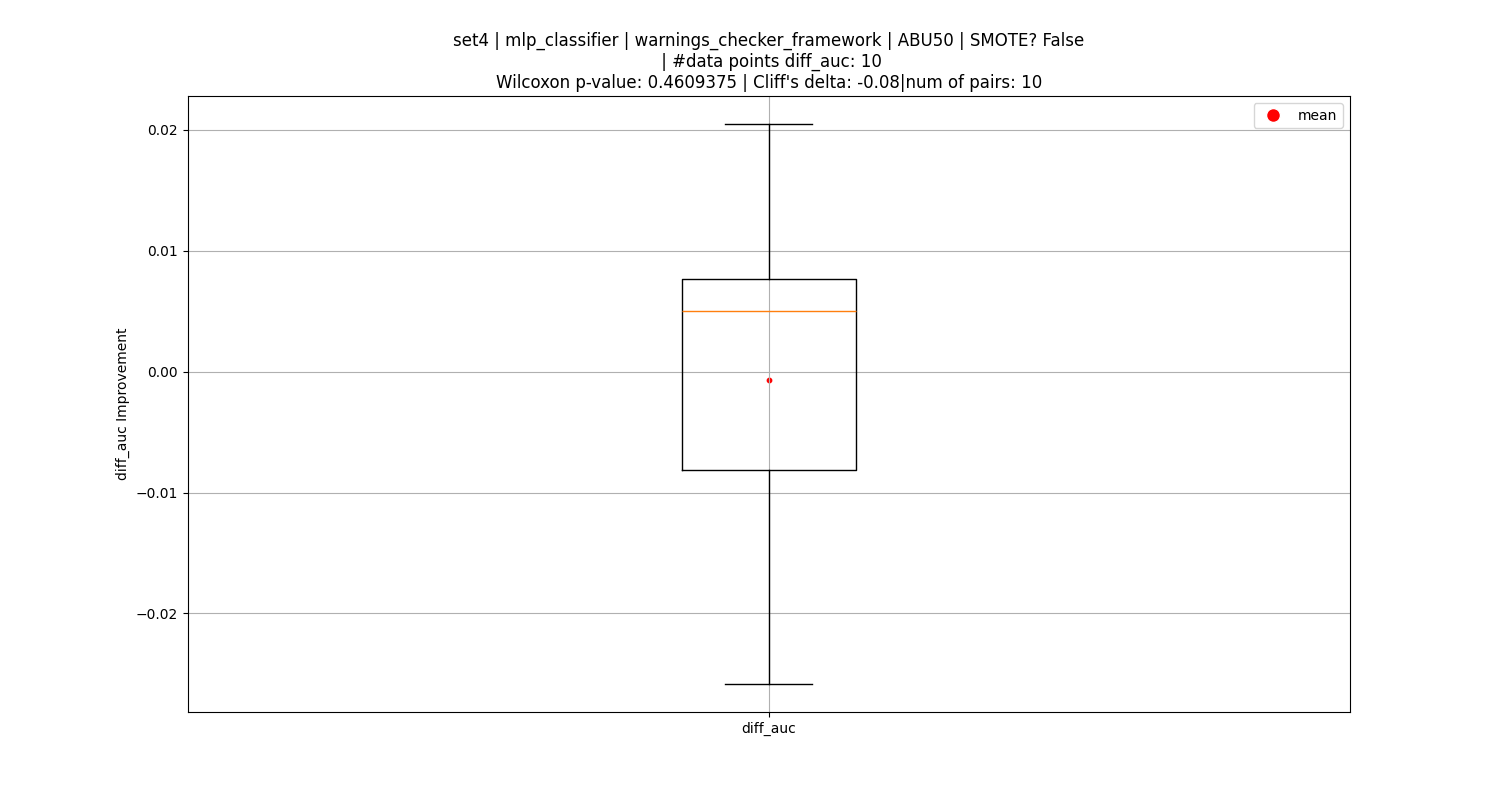 set4 | mlp_classifier | warnings_checker_framework | ABU50 | SMOTE? False
| #data points diff_auc: 10
Wilcoxon p-value: 0.4609375 | Cliff's delta: -0.08|num of pairs: 10
mean
0.02
0.01
0.00
−0.01
−0.02
diff_auc Improvement
diff_auc